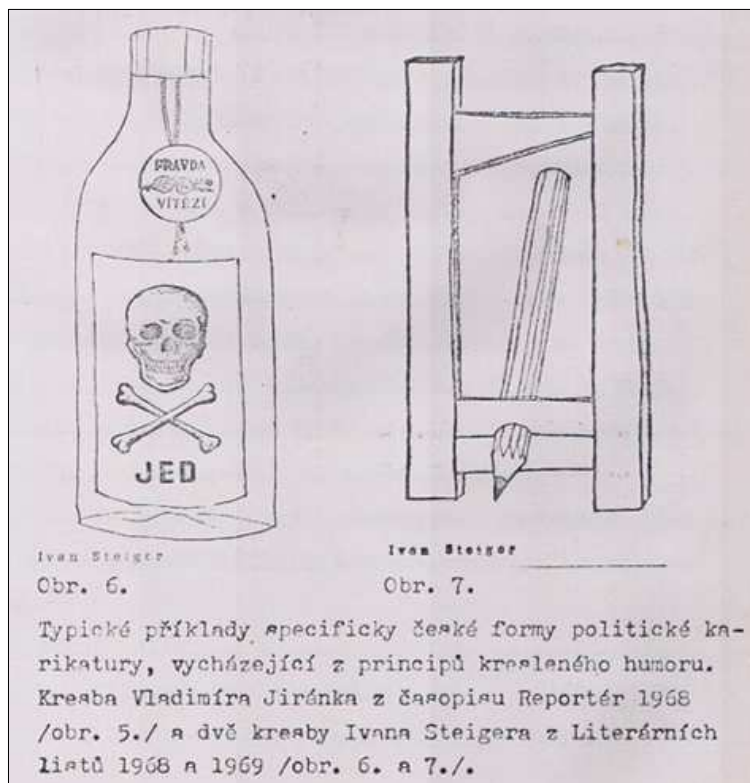 PRAVDA
VÍTĚZÍ
JED
Ivan Steiger
Obr. 6.
Ivan Steiger
Obr. 7.
Typické příklady specificky české formy politické ka-
rikatury, vycházející z principů kresleného humoru.
Kresba Vladimíra Jiránka z časopisu Reportér 1968
/obr. 5./ a dvě kresby Ivana Steigera z Literárních
listů 1968 a 1969 /obr. 6. a 7./.